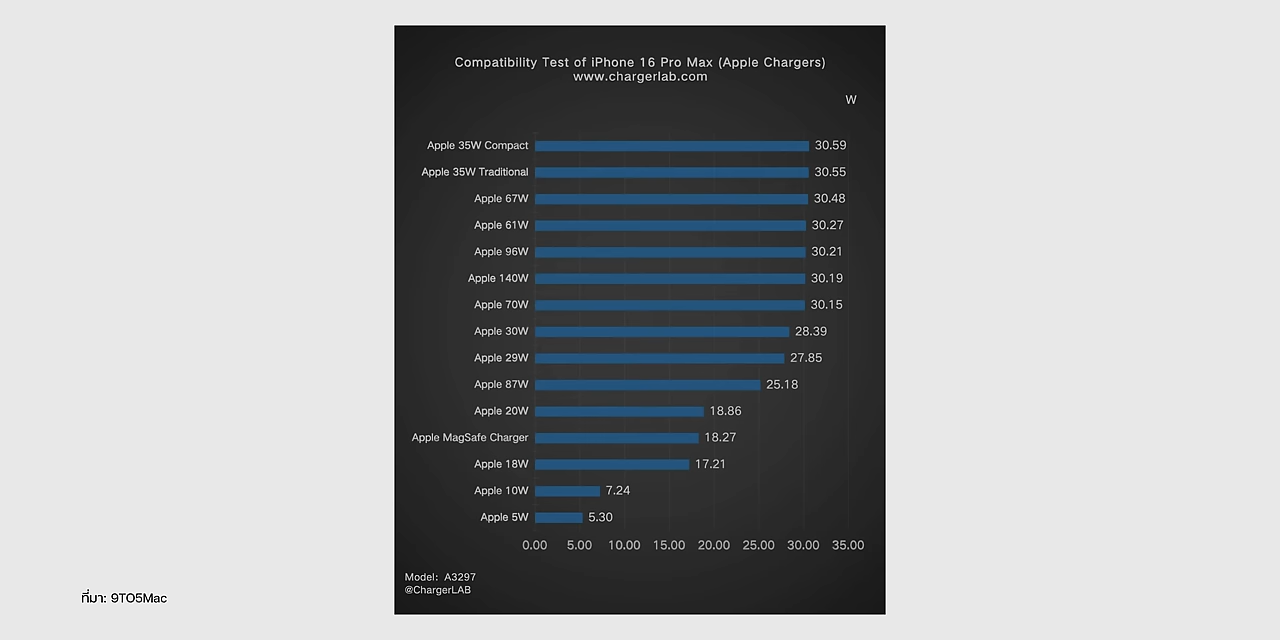 Compatibility Test of iPhone 16 Pro Max (Apple Chargers)
www.chargerlab.com
W
Apple 35W Compact 30.59
Apple 35W Traditional 30.55
Apple 67W 30.48
Apple 61W 30.27
Apple 96W 30.21
Apple 140W 30.19
Apple 70W 30.15
Apple 30W 28.39
Apple 29W 27.85
Apple 87W 25.18
Apple 20W 18.86
Apple MagSafe Charger 18.27
Apple 18W 17.21
Apple 10W 7.24
Apple 5W 5.30
0.00 5.00 10.00 15.00 20.00 25.00 30.00 35.00
Model: A3297
@ChargerLAB
ที่มา: 9TO5Mac